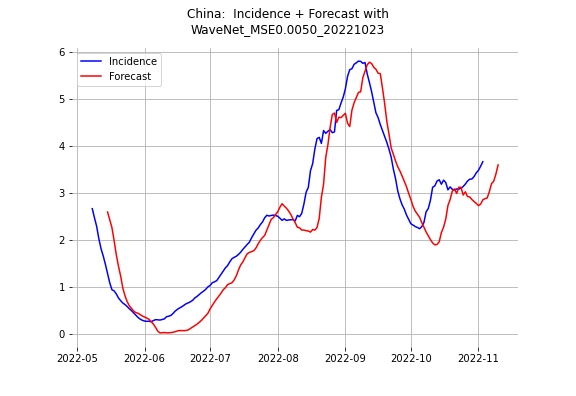 China:  Incidence + Forecast with
WaveNet_MSE0.0050_20221023
Incidence
Forecast
6
5
4
3
2
1
0
2022-05 2022-06 2022-07 2022-08 2022-09 2022-10 2022-11